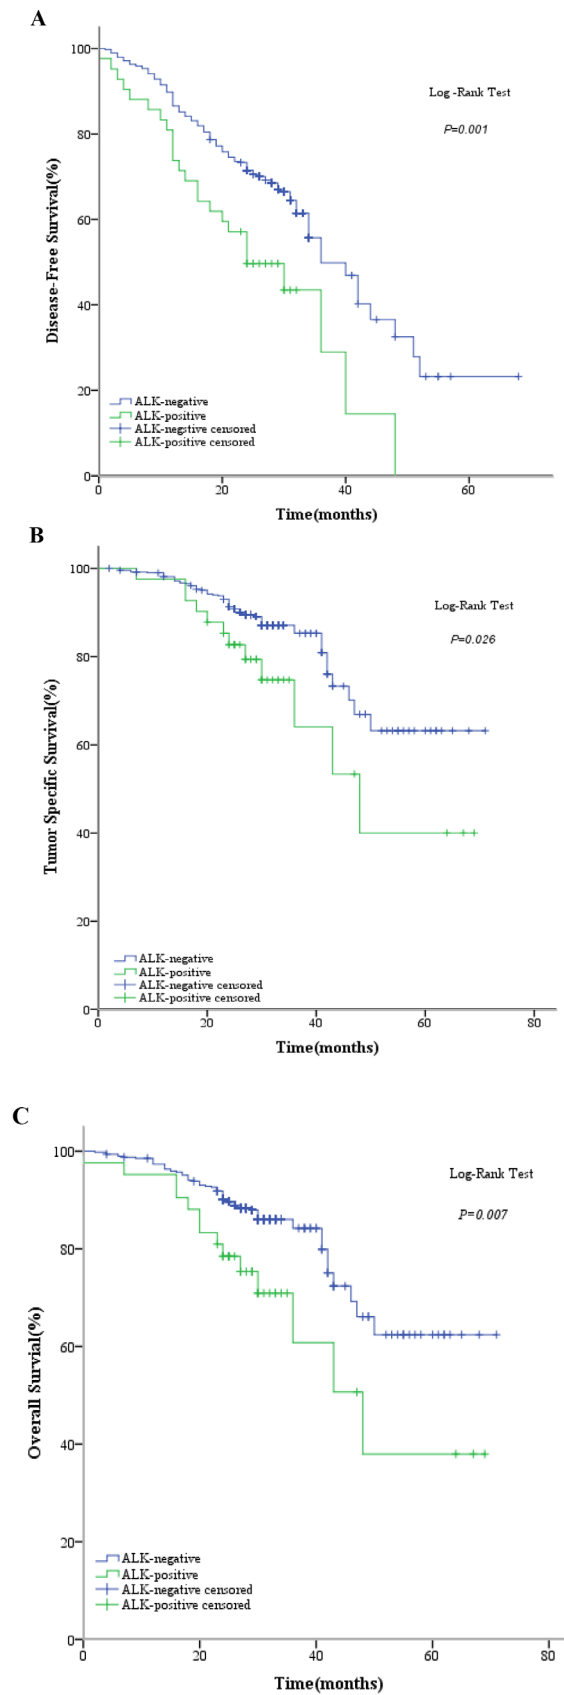 A
100
80
60
40
20
0
Disease-Free Survival(%)
Log-Rank Test
P=0.001
ALK-negative
ALK-positive
ALK-negstive censored
ALK-positive censored
0 20 40 60
Time(months)
B
100
80
60
40
20
0
Tumor Specific Survival(%)
Log-Rank Test
P=0.026
ALK-negative
ALK-positive
ALK-negative censored
ALK-positive censored
0 20 40 60 80
Time(months)
C
100
80
60
40
20
0
Overall Survial(%)
Log-Rank Test
P=0.007
ALK-negative
ALK-positive
ALK-negative censored
ALK-positive censored
0 20 40 60 80
Time(months)